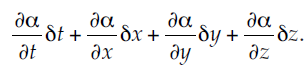 ∂α/∂t δt + ∂α/∂x δx + ∂α/∂y δy + ∂α/∂z δz.